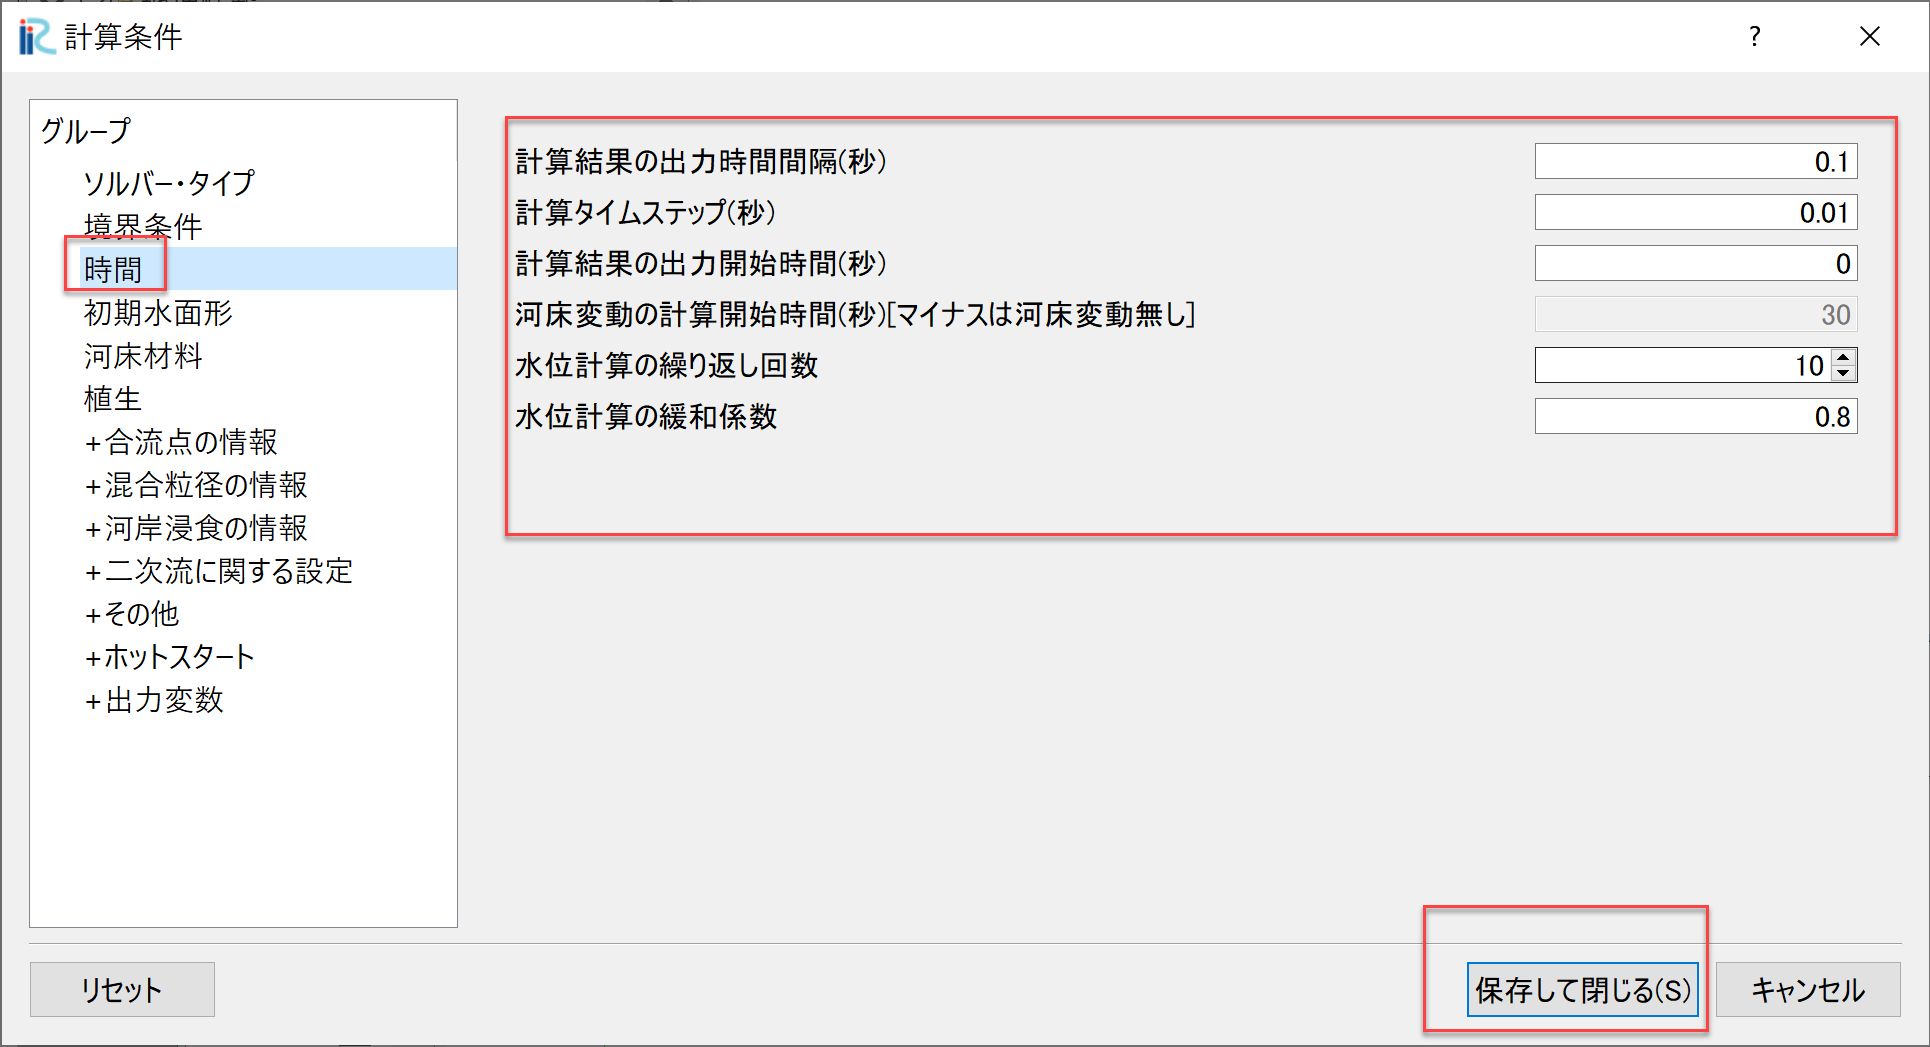 iRIC 計算条件 ?
グループ
ソルバー・タイプ
境界条件
時間
初期水面形
河床材料
植生
+合流点の情報
+混合粒径の情報
+河岸浸食の情報
+二次流に関する設定
+その他
+ホットスタート
+出力変数
計算結果の出力時間間隔(秒) 0.1
計算タイムステップ(秒) 0.01
計算結果の出力開始時間(秒) 0
河床変動の計算開始時間(秒)[マイナスは河床変動無し] 30
水位計算の繰り返し回数 10
水位計算の緩和係数 0.8
リセット 保存して閉じる(S) キャンセル